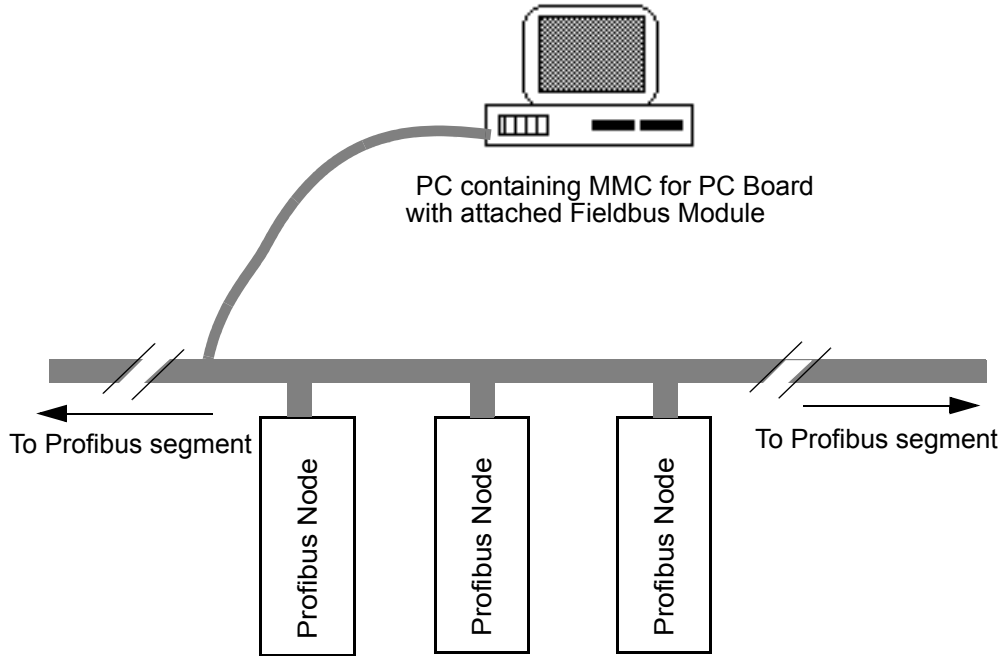 PC containing MMC for PC Board
with attached Fieldbus Module
To Profibus segment
To Profibus segment
Profibus Node
Profibus Node
Profibus Node